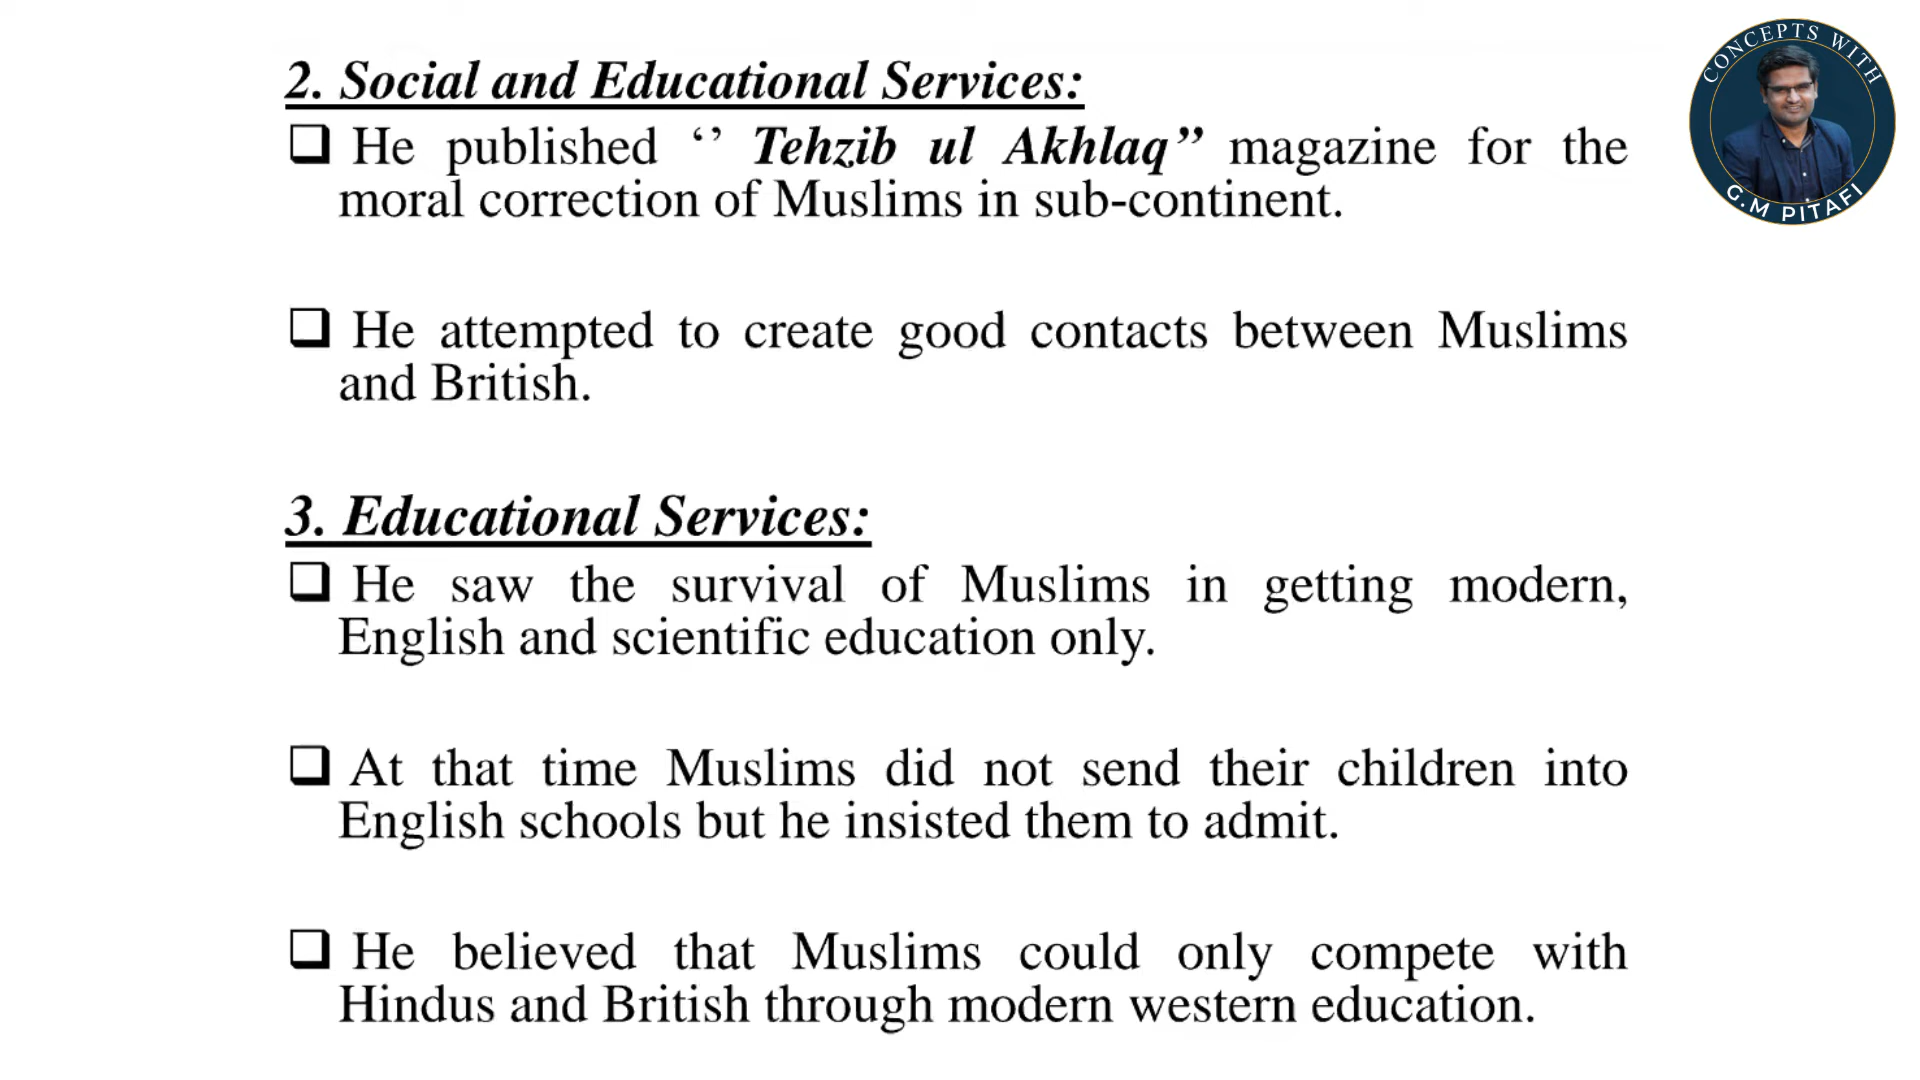 2. Social and Educational Services:
❑ He published ‘’ Tehzib ul Akhlaq” magazine for the
moral correction of Muslims in sub-continent.
❑ He attempted to create good contacts between Muslims
and British.
3. Educational Services:
❑ He saw the survival of Muslims in getting modern,
English and scientific education only.
❑ At that time Muslims did not send their children into
English schools but he insisted them to admit.
❑ He believed that Muslims could only compete with
Hindus and British through modern western education.
CONCEPTS WITH
G.M PITAFI